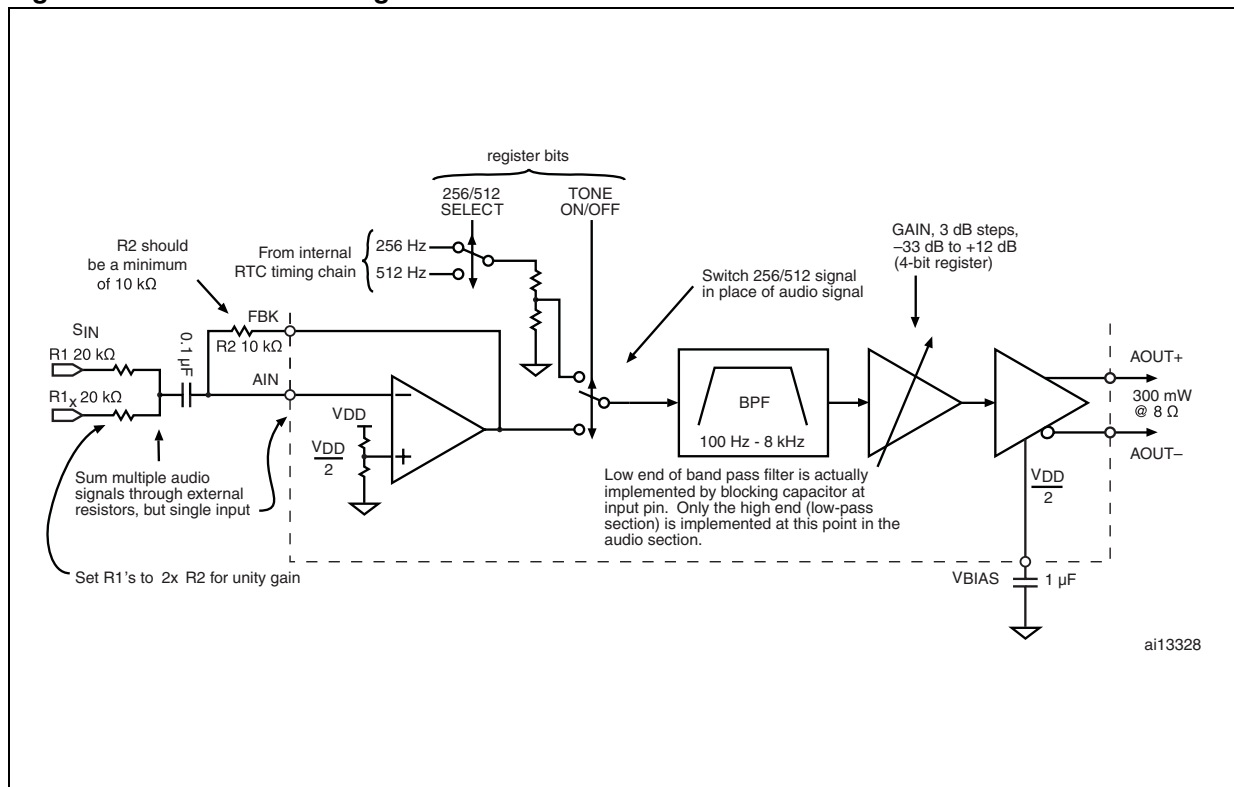 register bits
256/512
SELECT
TONE
ON/OFF
GAIN, 3 dB steps,
–33 dB to +12 dB
(4-bit register)
R2 should
be a minimum
of 10 kΩ
From internal
RTC timing chain
256 Hz
512 Hz
Switch 256/512 signal
in place of audio signal
SIN
R1 20 kΩ
R1x 20 kΩ
0.1 µF
FBK
R2 10 kΩ
AIN
VDD
VDD
2
–
+
BPF
100 Hz - 8 kHz
AOUT+
300 mW
@ 8 Ω
AOUT–
Sum multiple audio
signals through external
resistors, but single input
Low end of band pass filter is actually
implemented by blocking capacitor at
input pin. Only the high end (low-pass
section) is implemented at this point in the
audio section.
VDD
2
Set R1's to 2x R2 for unity gain
VBIAS
1 µF
ai13328